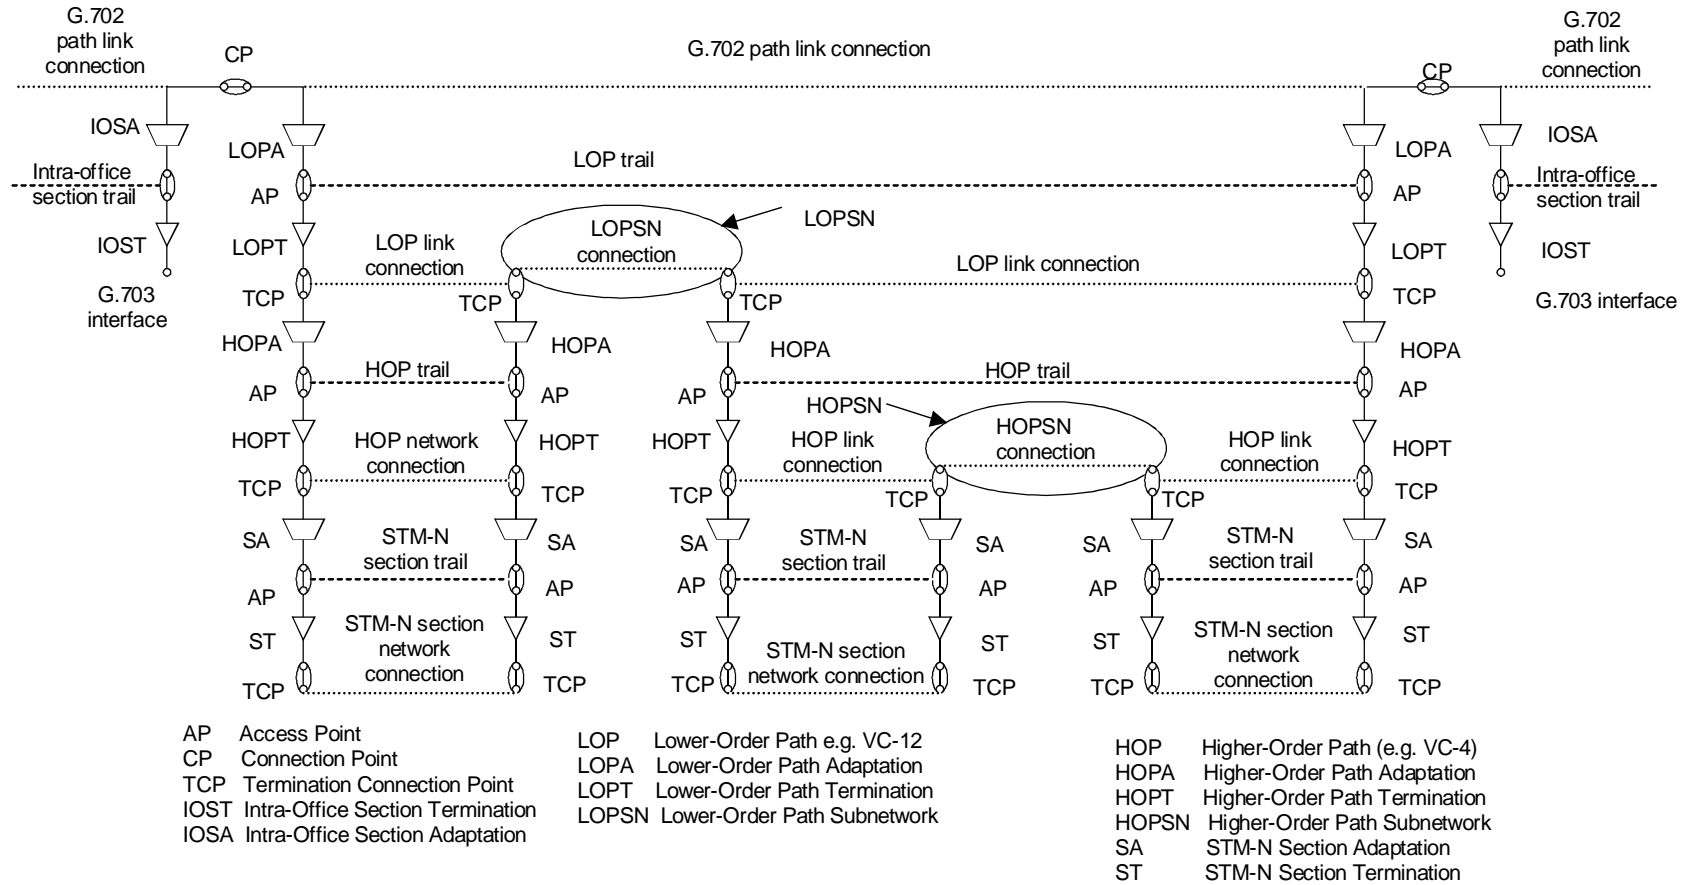 G.702
path link
connection
CP
G.702 path link connection
CP
G.702
path link
connection
IOSA
LOPA
LOP trail
LOPA
IOSA
Intra-office
section trail
AP
AP
Intra-office
section trail
IOST
LOPT
LOP link
connection
LOPSN
connection
LOPSN
LOP link connection
LOPT
IOST
G.703
interface
TCP
TCP
TCP
TCP
G.703 interface
HOPA
HOPA
HOPA
HOPA
HOP trail
HOP trail
AP
AP
AP
AP
HOPSN
HOPT
HOP network
connection
HOPT
HOPT
HOP link
connection
HOPSN
connection
HOP link
connection
HOPT
TCP
TCP
TCP
TCP
TCP
TCP
SA
STM-N
section trail
SA
SA
STM-N
section trail
SA
SA
STM-N
section trail
SA
AP
AP
AP
AP
AP
AP
ST
STM-N section
network
connection
ST
ST
STM-N section
network connection
ST
ST
STM-N section
network
connection
ST
TCP
TCP
TCP
TCP
TCP
TCP
AP Access Point
CP Connection Point
TCP Termination Connection Point
IOST Intra-Office Section Termination
IOSA Intra-Office Section Adaptation
LOP Lower-Order Path e.g. VC-12
LOPA Lower-Order Path Adaptation
LOPT Lower-Order Path Termination
LOPSN Lower-Order Path Subnetwork
HOP Higher-Order Path (e.g. VC-4)
HOPA Higher-Order Path Adaptation
HOPT Higher-Order Path Termination
HOPSN Higher-Order Path Subnetwork
SA STM-N Section Adaptation
ST STM-N Section Termination